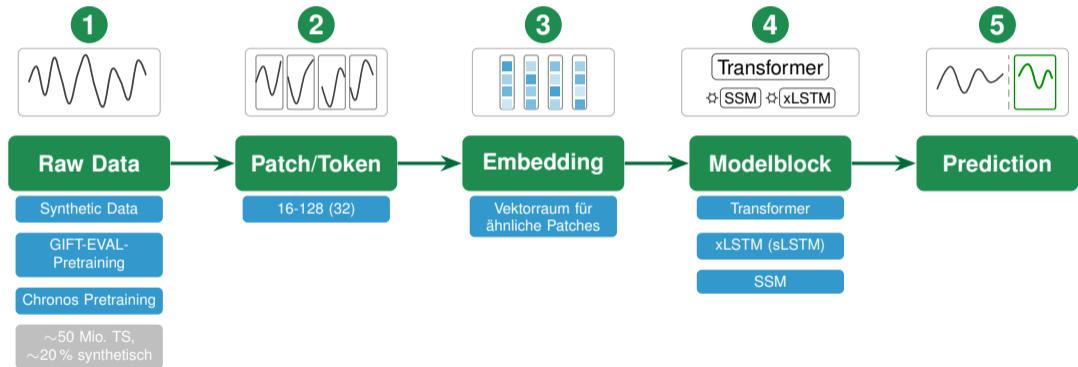 1
2
3
4
5
Transformer
SSM
xLSTM
Raw Data
Patch/Token
Embedding
Modelblock
Prediction
Synthetic Data
GIFT-EVAL-
Pretraining
Chronos Pretraining
~50 Mio. TS,
~20 % synthetisch
16-128 (32)
Vektorraum für
ähnliche Patches
Transformer
xLSTM (sLSTM)
SSM